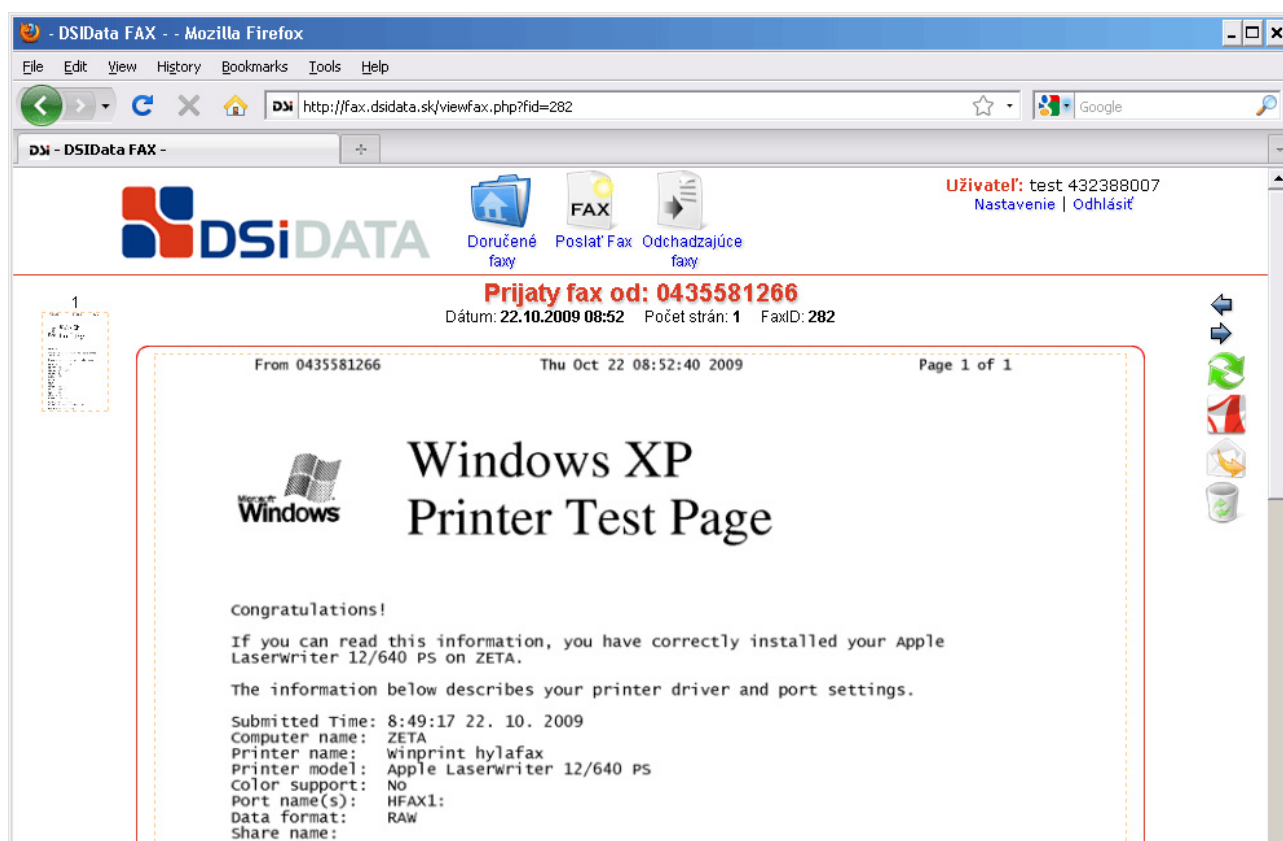 - DSIData FAX - - Mozilla Firefox
File Edit View History Bookmarks Tools Help
DSi http://fax.dsidata.sk/viewfax.php?fid=282 Google
DSi - DSIData FAX -
DSiDATA
FAX
Doručené faxy
Poslať Fax
Odchadzajúce faxy
Uživateľ: test 432388007
Nastavenie | Odhlásiť
1
Prijaty fax od: 0435581266
Dátum: 22.10.2009 08:52 Počet strán: 1 FaxID: 282
From 0435581266 Thu Oct 22 08:52:40 2009 Page 1 of 1
Microsoft
Windows
Windows XP
Printer Test Page
Congratulations!
If you can read this information, you have correctly installed your Apple
LaserWriter 12/640 PS on ZETA.
The information below describes your printer driver and port settings.
Submitted Time: 8:49:17 22. 10. 2009
Computer name: ZETA
Printer name: Winprint hylafax
Printer model: Apple LaserWriter 12/640 PS
Color support: No
Port name(s): HFAX1:
Data format: RAW
Share name: